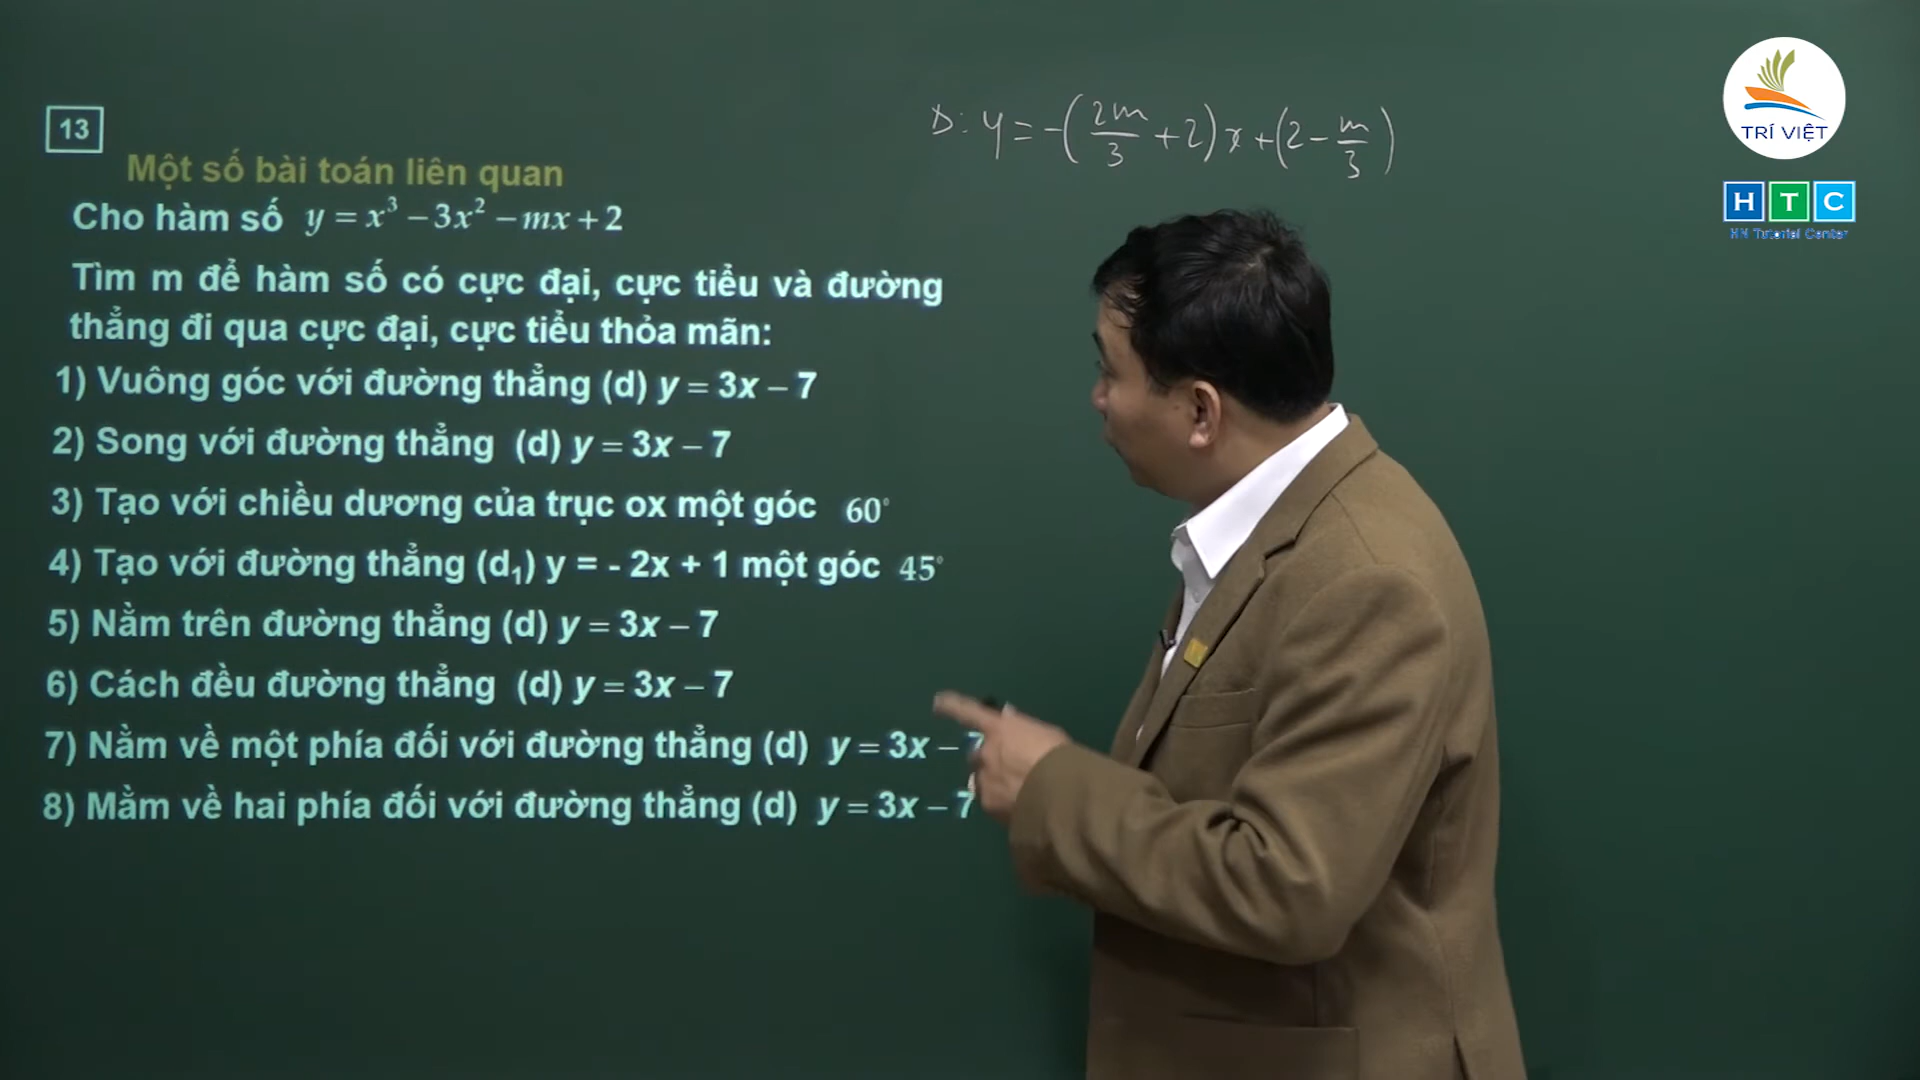 13
Một số bài toán liên quan
Cho hàm số y = x³ − 3x² − mx + 2
Tìm m để hàm số có cực đại, cực tiểu và đường
thẳng đi qua cực đại, cực tiểu thỏa mãn:
1) Vuông góc với đường thẳng (d) y = 3x − 7
2) Song với đường thẳng (d) y = 3x − 7
3) Tạo với chiều dương của trục ox một góc 60°
4) Tạo với đường thẳng (d₁) y = - 2x + 1 một góc 45°
5) Nằm trên đường thẳng (d) y = 3x − 7
6) Cách đều đường thẳng (d) y = 3x − 7
7) Nằm về một phía đối với đường thẳng (d) y = 3x − 7
8) Mằm về hai phía đối với đường thẳng (d) y = 3x − 7
Δ: y = -(2m/3 + 2)x + (2 - m/3)
TRÍ VIỆT
H T C
HN Tutorial Center